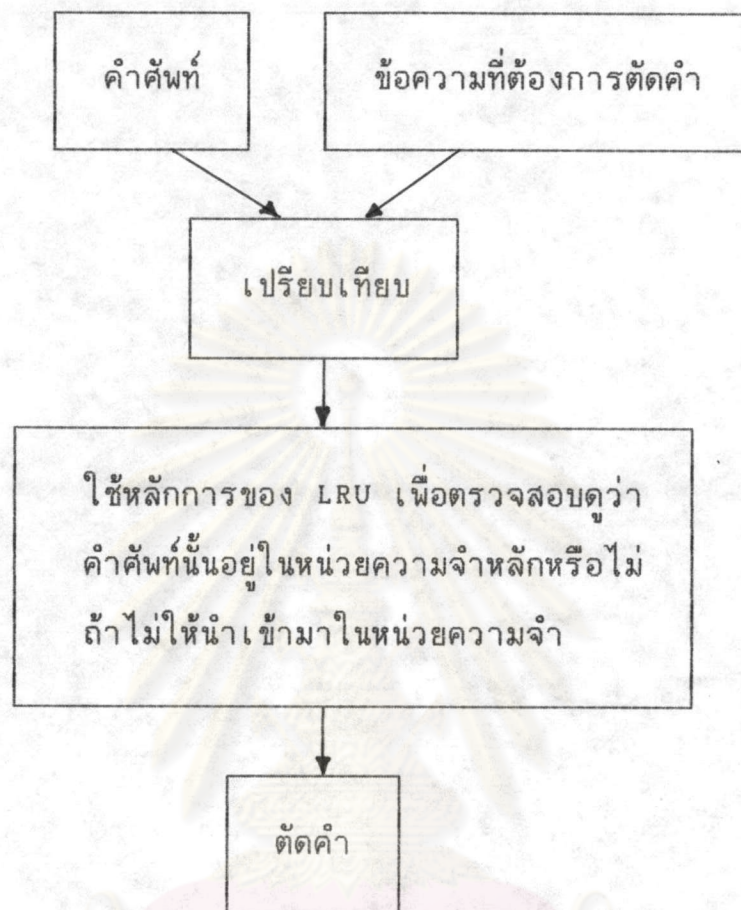 คำศัพท์
ข้อความที่ต้องการตัดคำ
เปรียบเทียบ
ใช้หลักการของ LRU เพื่อตรวจสอบดูว่า
คำศัพท์นั้นอยู่ในหน่วยความจำหลักหรือไม่
ถ้าไม่ให้นำเข้ามาในหน่วยความจำ
ตัดคำ